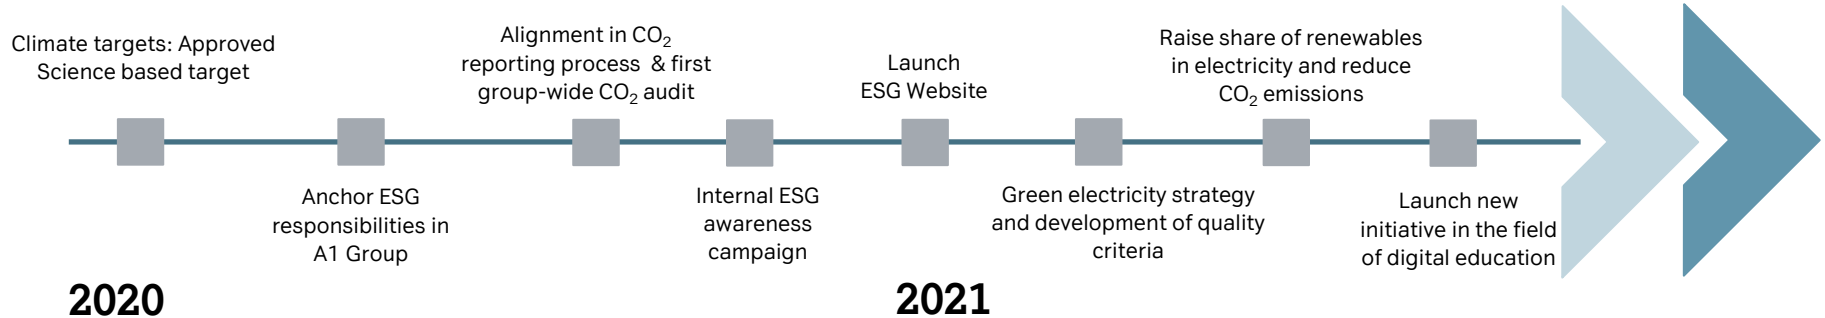 Climate targets: Approved
Science based target
Anchor ESG
responsibilities in
A1 Group
Alignment in CO₂
reporting process & first
group-wide CO₂ audit
Internal ESG
awareness
campaign
Launch
ESG Website
Green electricity strategy
and development of quality
criteria
Raise share of renewables
in electricity and reduce
CO₂ emissions
Launch new
initiative in the field
of digital education
2020
2021